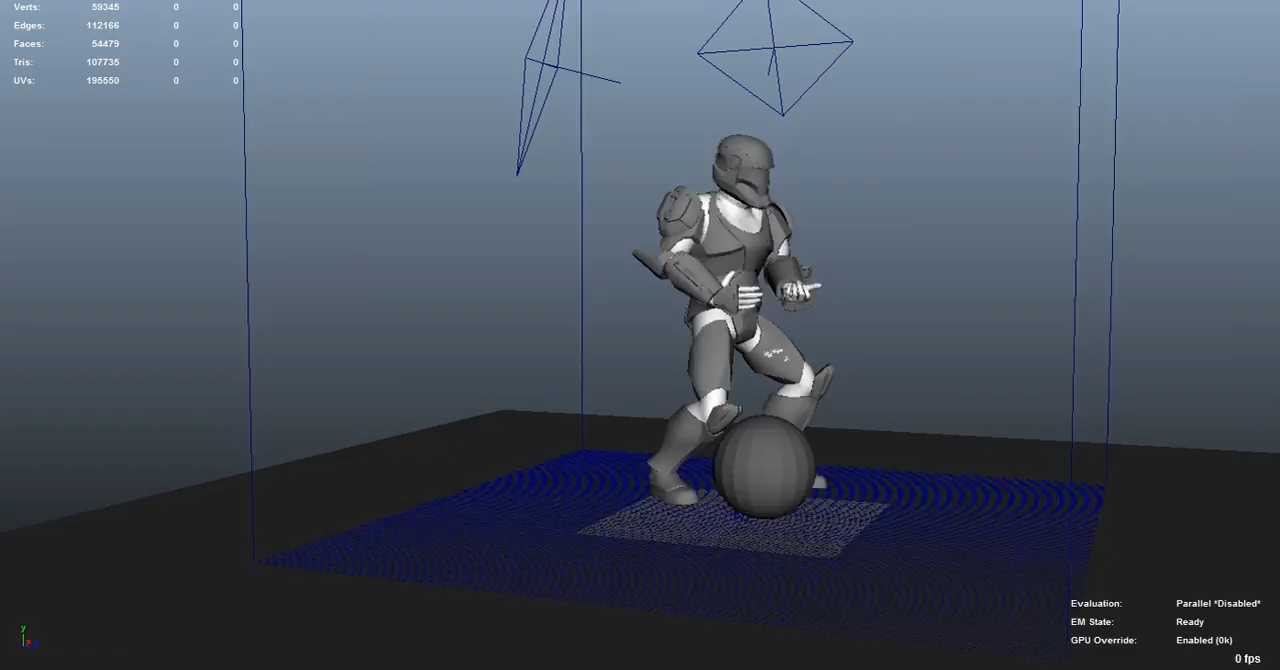 Verts: 59345 0 0
Edges: 112166 0 0
Faces: 54479 0 0
Tris: 107735 0 0
UVs: 195550 0 0
Evaluation: Parallel *Disabled*
EM State: Ready
GPU Override: Enabled (0k)
0 fps
y